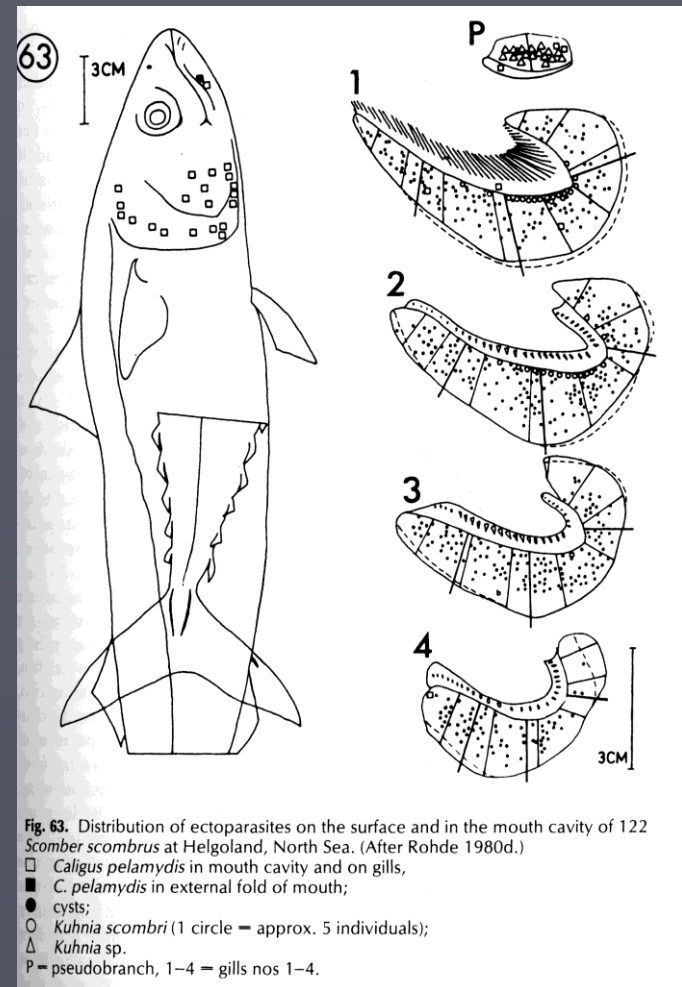 63
3CM
P
1
2
3
4
3CM
Fig. 63. Distribution of ectoparasites on the surface and in the mouth cavity of 122
Scomber scombrus at Helgoland, North Sea. (After Rohde 1980d.)
□ Caligus pelamydis in mouth cavity and on gills,
■ C. pelamydis in external fold of mouth;
● cysts;
○ Kuhnia scombri (1 circle = approx. 5 individuals);
△ Kuhnia sp.
P = pseudobranch, 1–4 = gills nos 1–4.